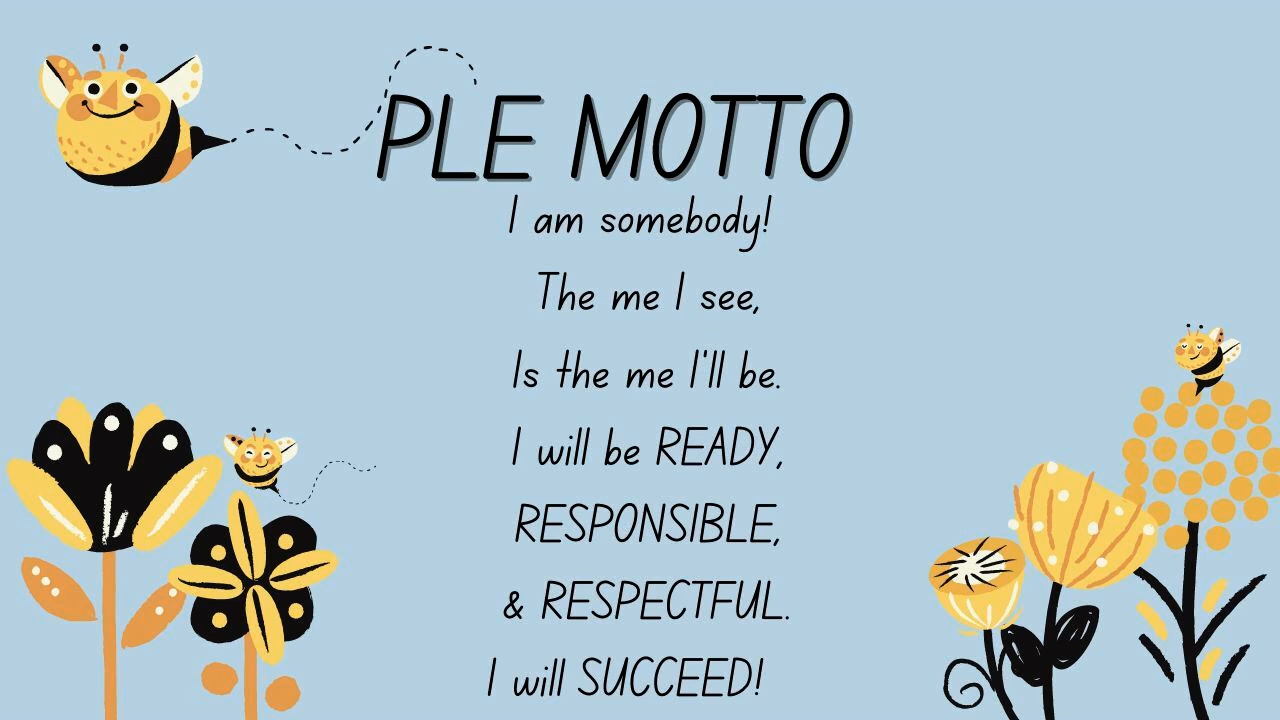 PLE MOTTO
I am somebody!
The me I see,
Is the me I'll be.
I will be READY,
RESPONSIBLE,
& RESPECTFUL.
I will SUCCEED!